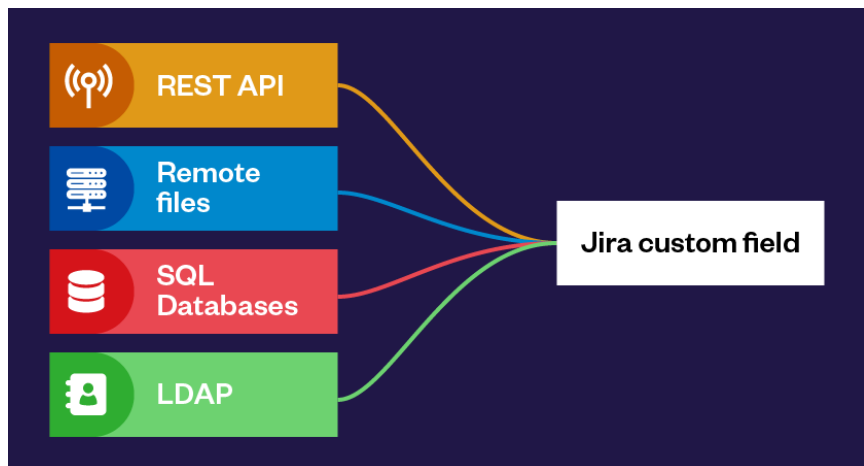 REST API
Remote
files
SQL
Databases
LDAP
Jira custom field